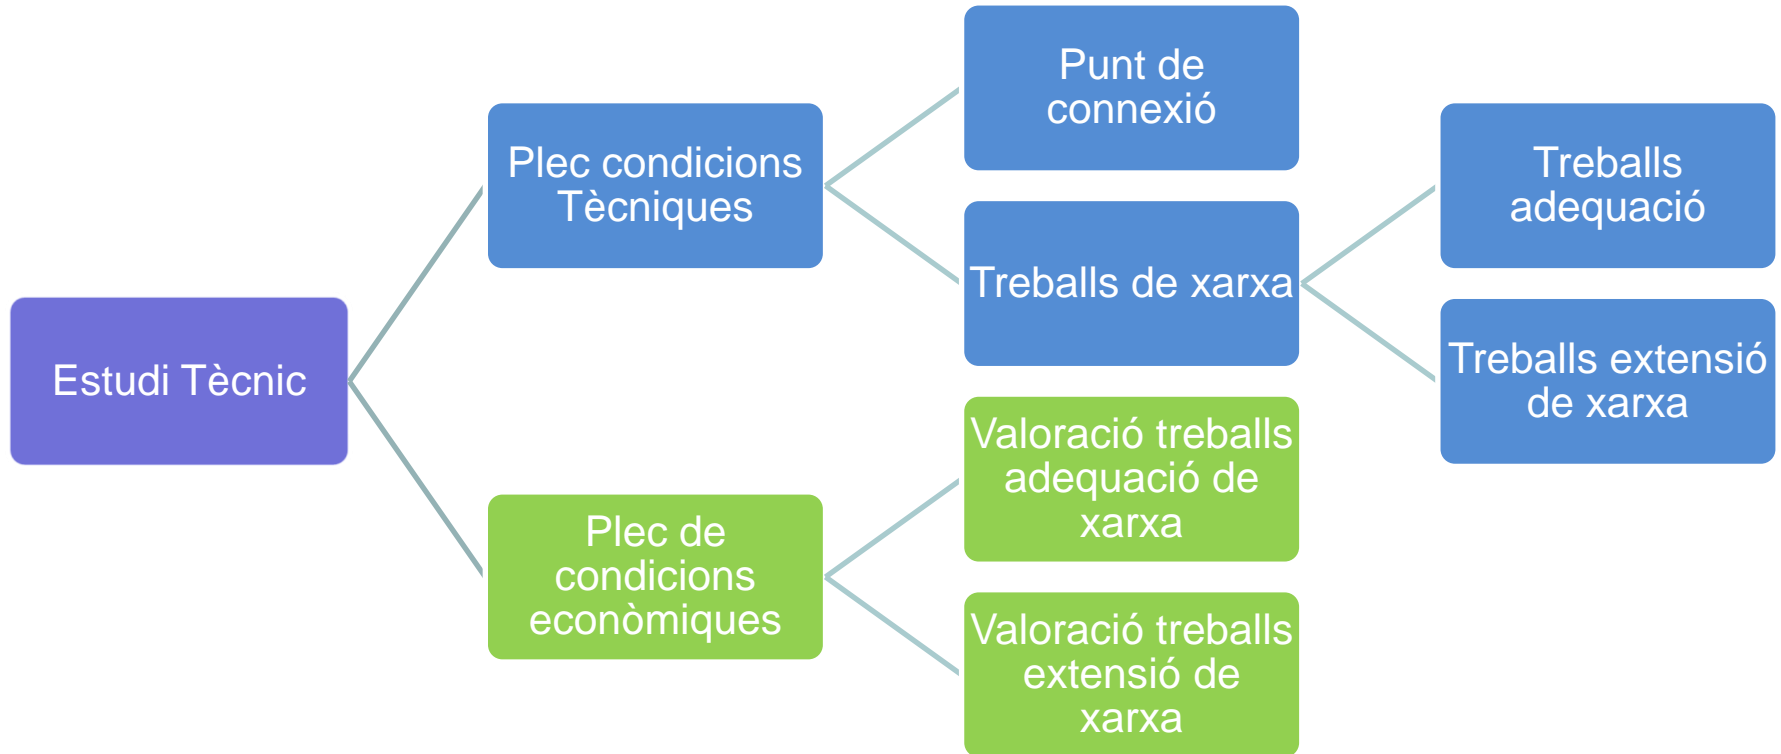 Estudi Tècnic
Plec condicions
Tècniques
Punt de
connexió
Treballs de xarxa
Treballs
adequació
Treballs extensió
de xarxa
Plec de
condicions
econòmiques
Valoració treballs
adequació de
xarxa
Valoració treballs
extensió de
xarxa